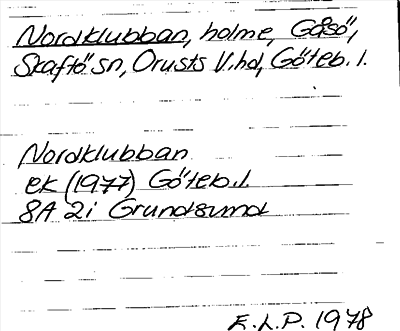 Nordklubban, holme, Gåsö,
Skaftö sn, Orusts V.hd, Göteb. l.
Nordklubban
ek (1977) Göteb.l.
8A 2i Grundsund
E.L.P. 1978